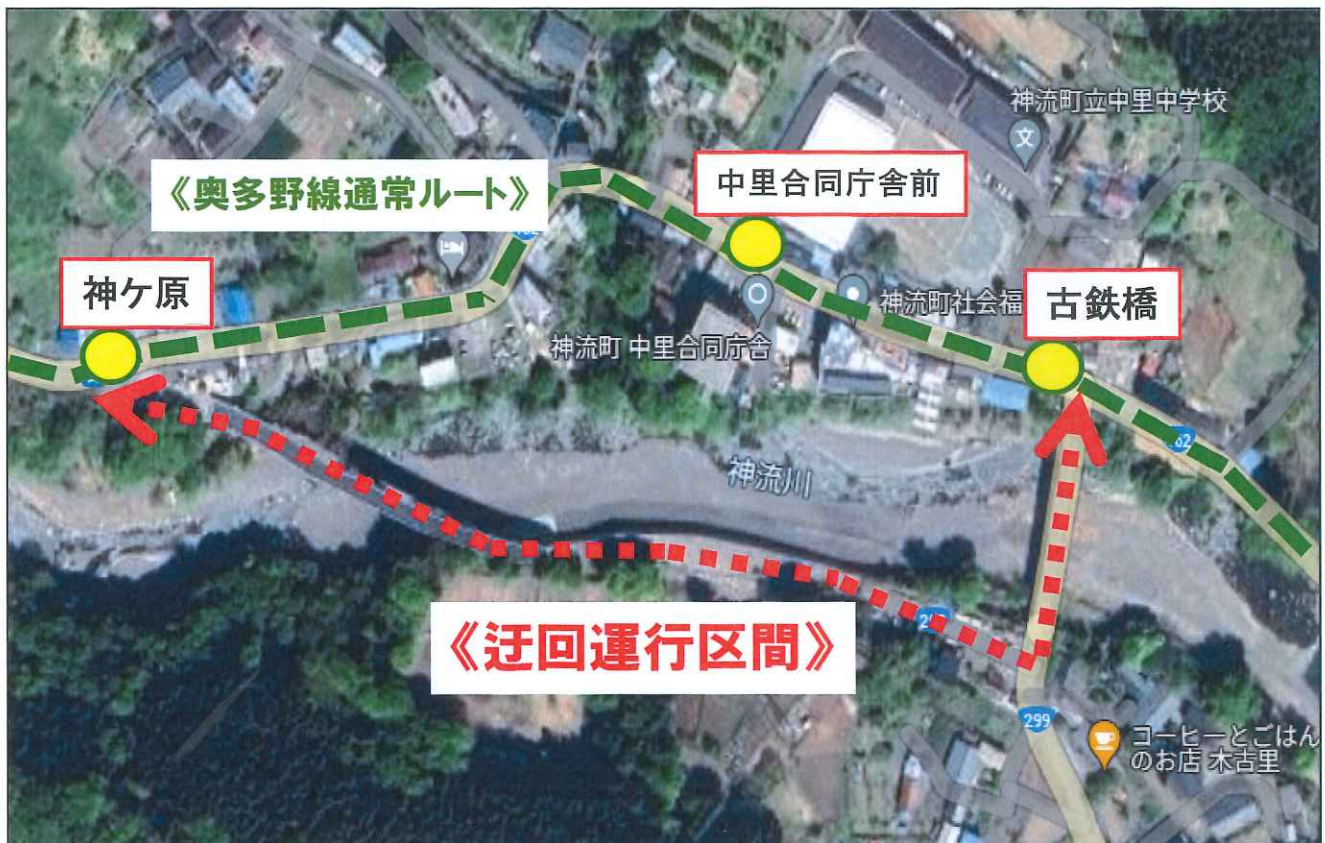 神流町立中里中学校
文
《奥多野線通常ルート》
中里合同庁舎前
神ケ原
神流町社会福
古鉄橋
神流町 中里合同庁舎
62
神流川
《迂回運行区間》
299
コーヒーとごはん
のお店 木古里